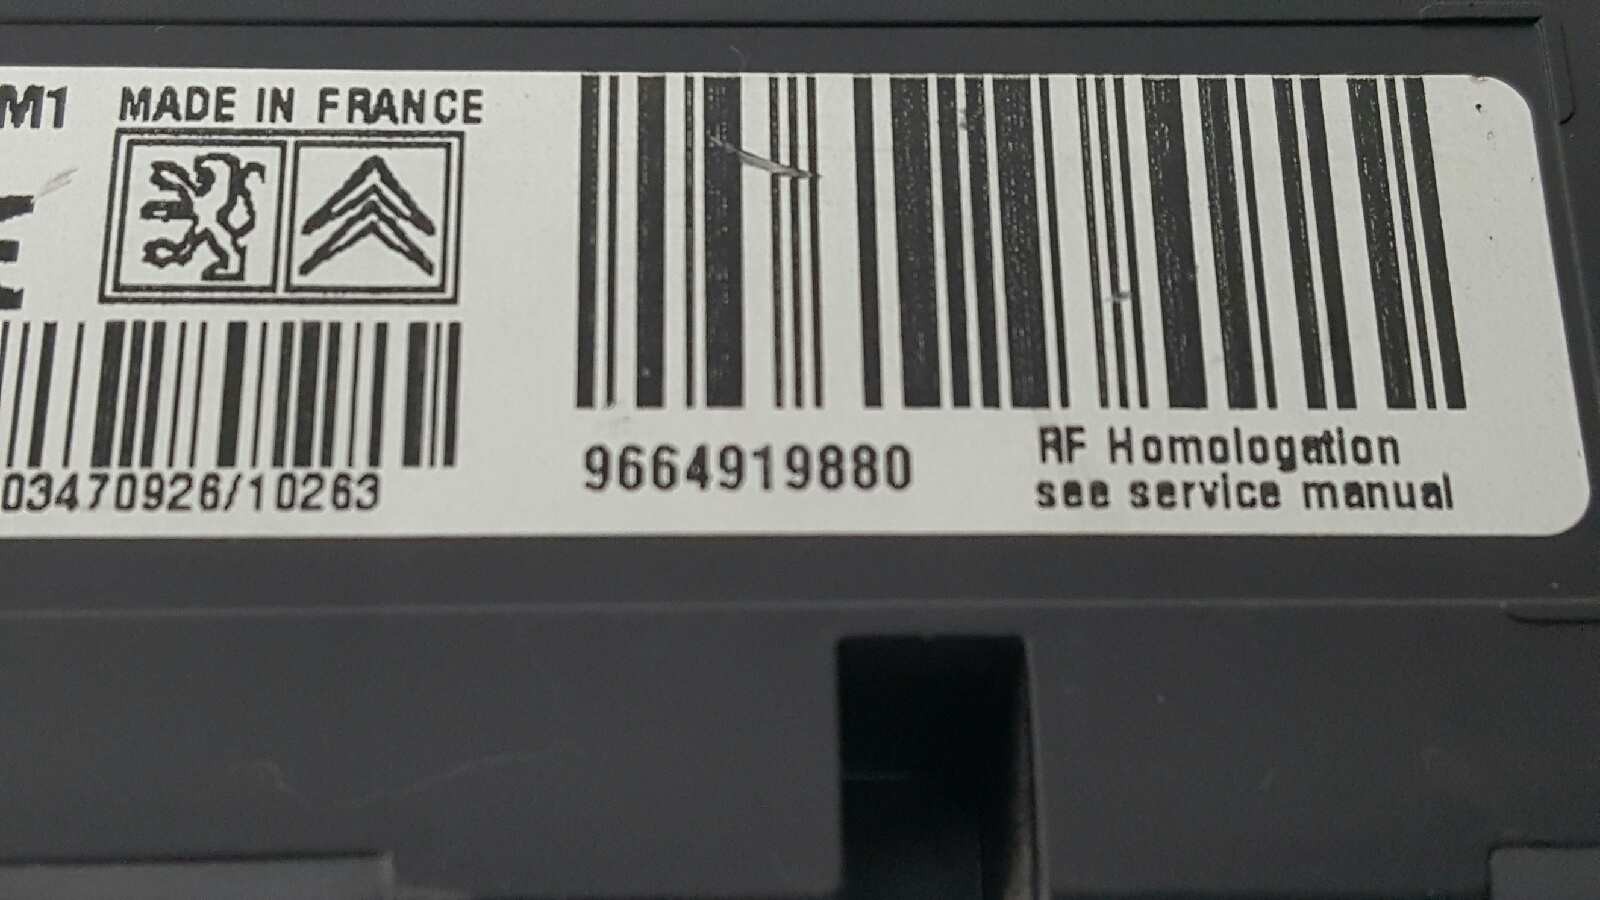 M1 MADE IN FRANCE
03470926/10263
9664919880
RF Homologation
see service manual